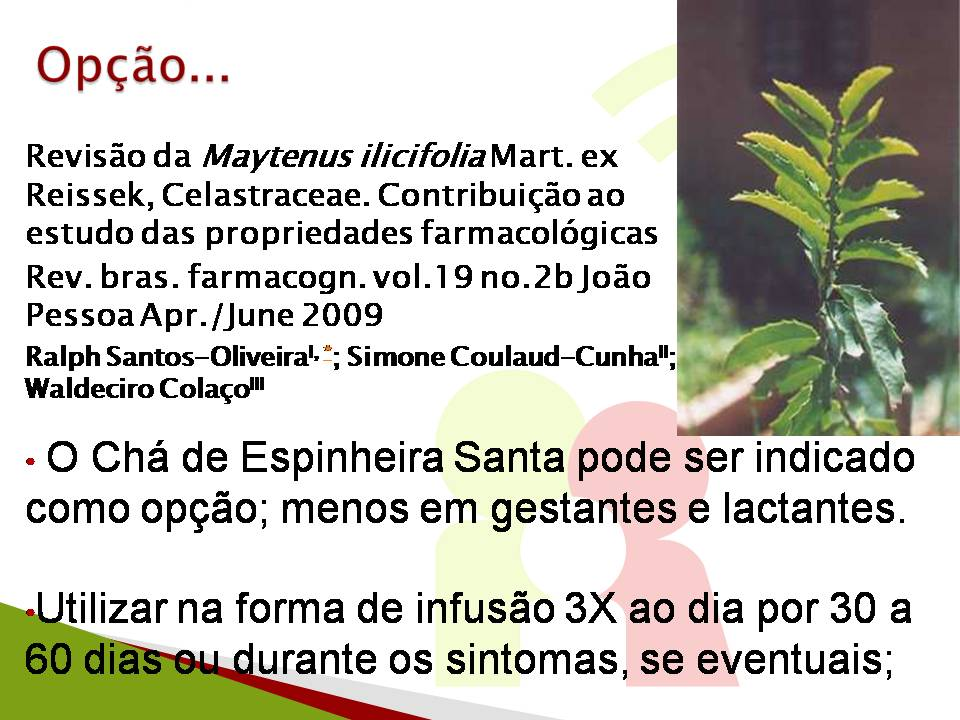 Opção...
Revisão da Maytenus ilicifolia Mart. ex
Reissek, Celastraceae. Contribuição ao
estudo das propriedades farmacológicas
Rev. bras. farmacogn. vol.19 no.2b João
Pessoa Apr./June 2009
Ralph Santos-OliveiraI, *; Simone Coulaud-CunhaII;
Waldeciro ColaçoIII
• O Chá de Espinheira Santa pode ser indicado
como opção; menos em gestantes e lactantes.
•Utilizar na forma de infusão 3X ao dia por 30 a
60 dias ou durante os sintomas, se eventuais;